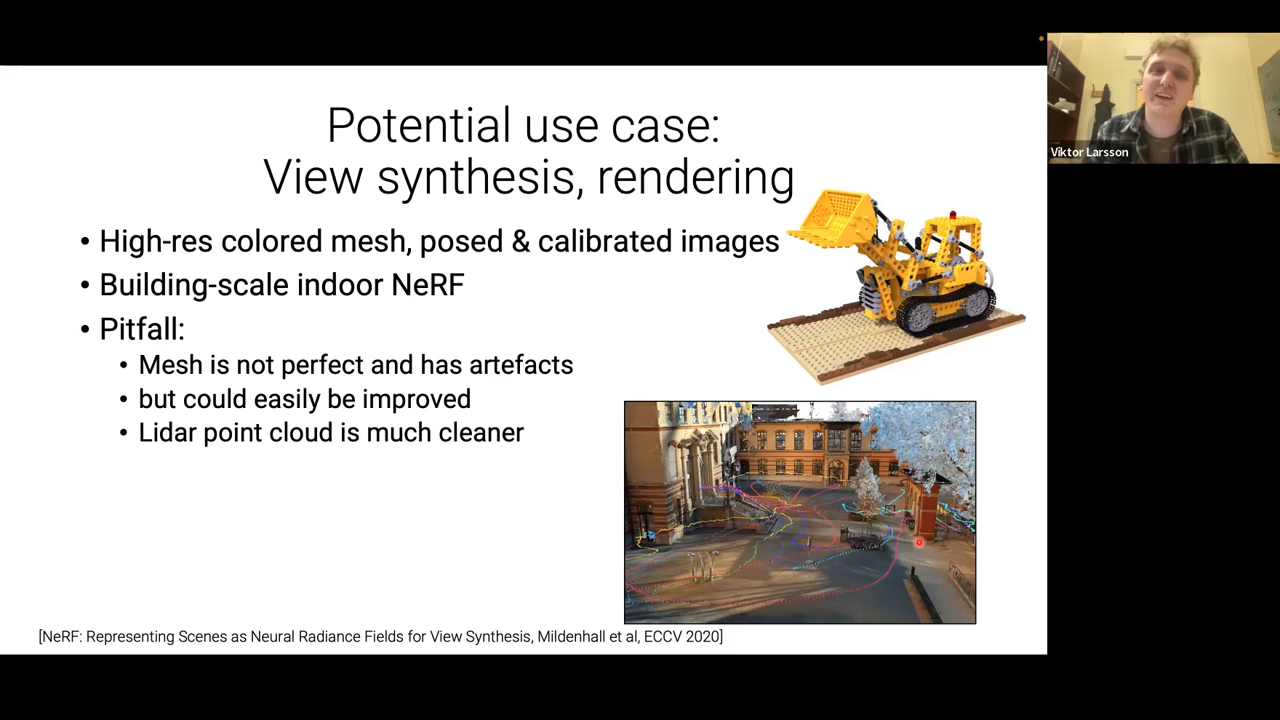 Potential use case:
View synthesis, rendering
• High-res colored mesh, posed & calibrated images
• Building-scale indoor NeRF
• Pitfall:
• Mesh is not perfect and has artefacts
• but could easily be improved
• Lidar point cloud is much cleaner
[NeRF: Representing Scenes as Neural Radiance Fields for View Synthesis, Mildenhall et al, ECCV 2020]
Viktor Larsson